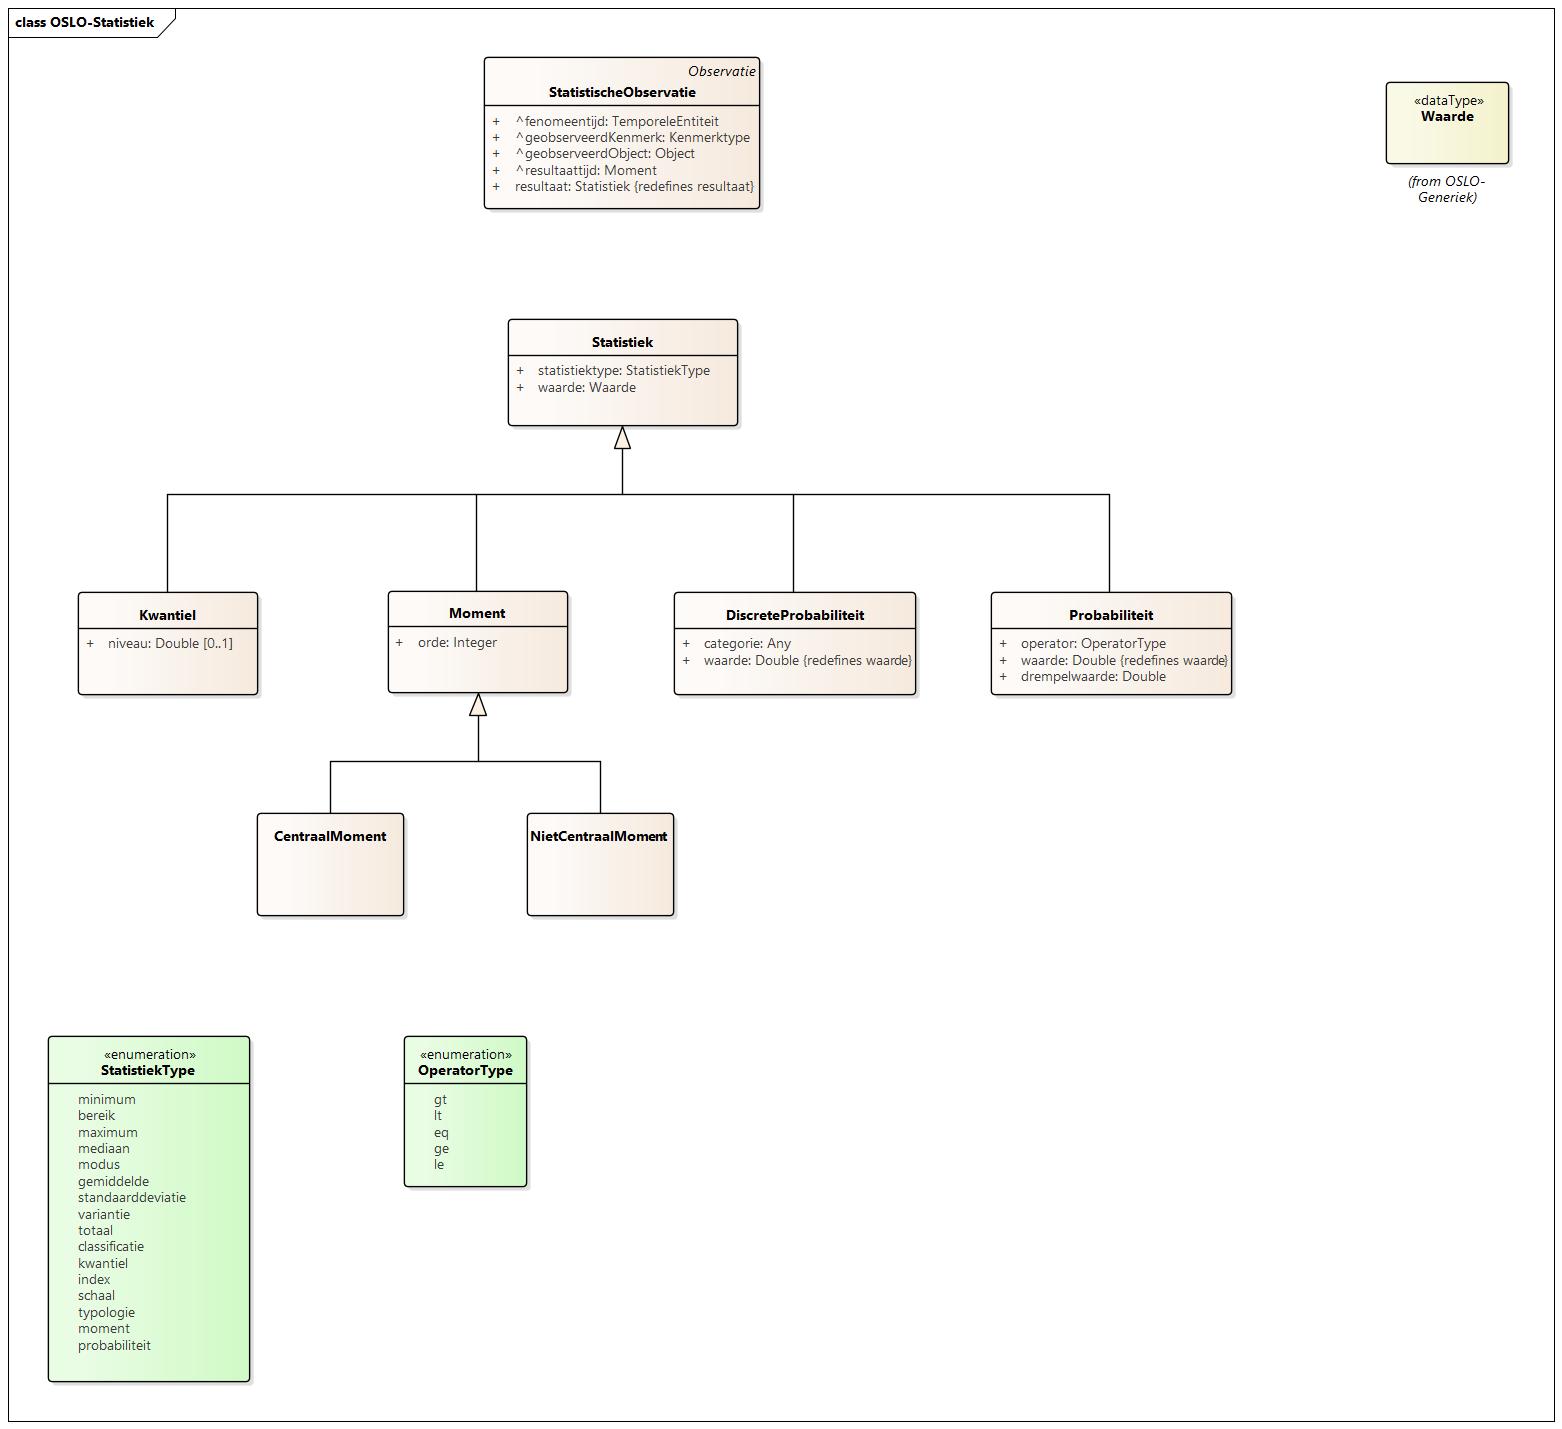 class OSLO-Statistiek
Observatie
StatistischeObservatie
+ ^fenomeentijd: TemporeleEntiteit
+ ^geobserveerdKenmerk: Kenmerktype
+ ^geobserveerdObject: Object
+ ^resultaattijd: Moment
+ resultaat: Statistiek {redefines resultaat}
«dataType»
Waarde
(from OSLO-
Generiek)
Statistiek
+ statistiektype: StatistiekType
+ waarde: Waarde
Kwantiel
+ niveau: Double [0..1]
Moment
+ orde: Integer
DiscreteProbabiliteit
+ categorie: Any
+ waarde: Double {redefines waarde}
Probabiliteit
+ operator: OperatorType
+ waarde: Double {redefines waarde}
+ drempelwaarde: Double
CentraalMoment
NietCentraalMoment
«enumeration»
StatistiekType
minimum
bereik
maximum
mediaan
modus
gemiddelde
standaarddeviatie
variantie
totaal
classificatie
kwantiel
index
schaal
typologie
moment
probabiliteit
«enumeration»
OperatorType
gt
lt
eq
ge
le